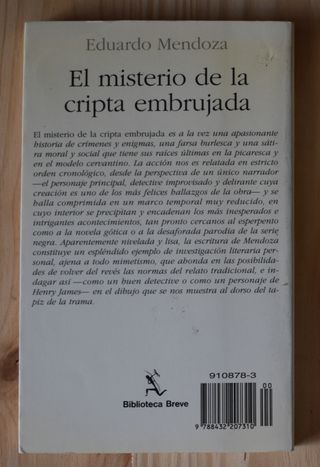 Eduardo Mendoza
El misterio de la
cripta embrujada
El misterio de la cripta embrujada es a la vez una apasionante
historia de crímenes y enigmas, una farsa burlesca y una sáti-
ra moral y social que tiene sus raíces últimas en la picaresca y
en el modelo cervantino. La acción nos es relatada en estricto
orden cronológico, desde la perspectiva de un único narrador
—el personaje principal, detective improvisado y delirante cuya
creación es uno de los más felices hallazgos de la obra— y se
balla comprimida en un marco temporal muy reducido, en
cuyo interior se precipitan y encadenan los más inesperados e
intrigantes acontecimientos, tan pronto cercanos al esperpento
como a la novela gótica o a la desaforada parodia de la serie
negra. Aparentemente nivelada y lisa, la escritura de Mendoza
constituye un espléndido ejemplo de investigación literaria per-
sonal, ajena a todo mimetismo, que abonda en las posibilida-
des de volver del revés las normas del relato tradicional, e in-
dagar así —como un buen detective o como un personaje de
Henry James— en el dibujo que se nos muestra al dorso del ta-
piz de la trama.
Biblioteca Breve
910878-3
00
9 788432 207310